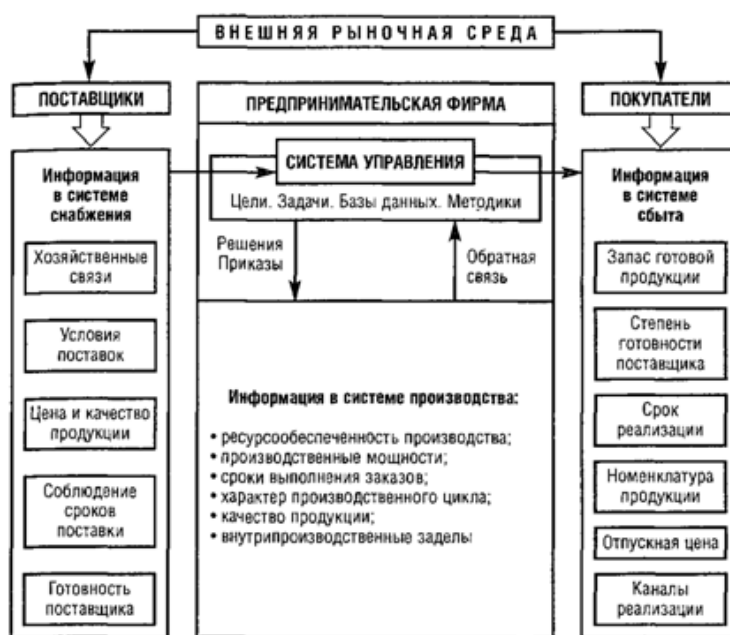 ВНЕШНЯЯ РЫНОЧНАЯ СРЕДА
ПОСТАВЩИКИ
Информация
в системе
снабжения
Хозяйственные
связи
Условия
поставок
Цена и качество
продукции
Соблюдение
сроков
поставки
Готовность
поставщика
ПРЕДПРИНИМАТЕЛЬСКАЯ ФИРМА
СИСТЕМА УПРАВЛЕНИЯ
Цели. Задачи. Базы данных. Методики
Решения
Приказы
Обратная
связь
Информация в системе производства:
• ресурсообеспеченность производства;
• производственные мощности;
• сроки выполнения заказов;
• характер производственного цикла;
• качество продукции;
• внутрипроизводственные заделы
ПОКУПАТЕЛИ
Информация
в системе
сбыта
Запас готовой
продукции
Степень
готовности
поставщика
Срок
реализации
Номенклатура
продукции
Отпускная цена
Каналы
реализации